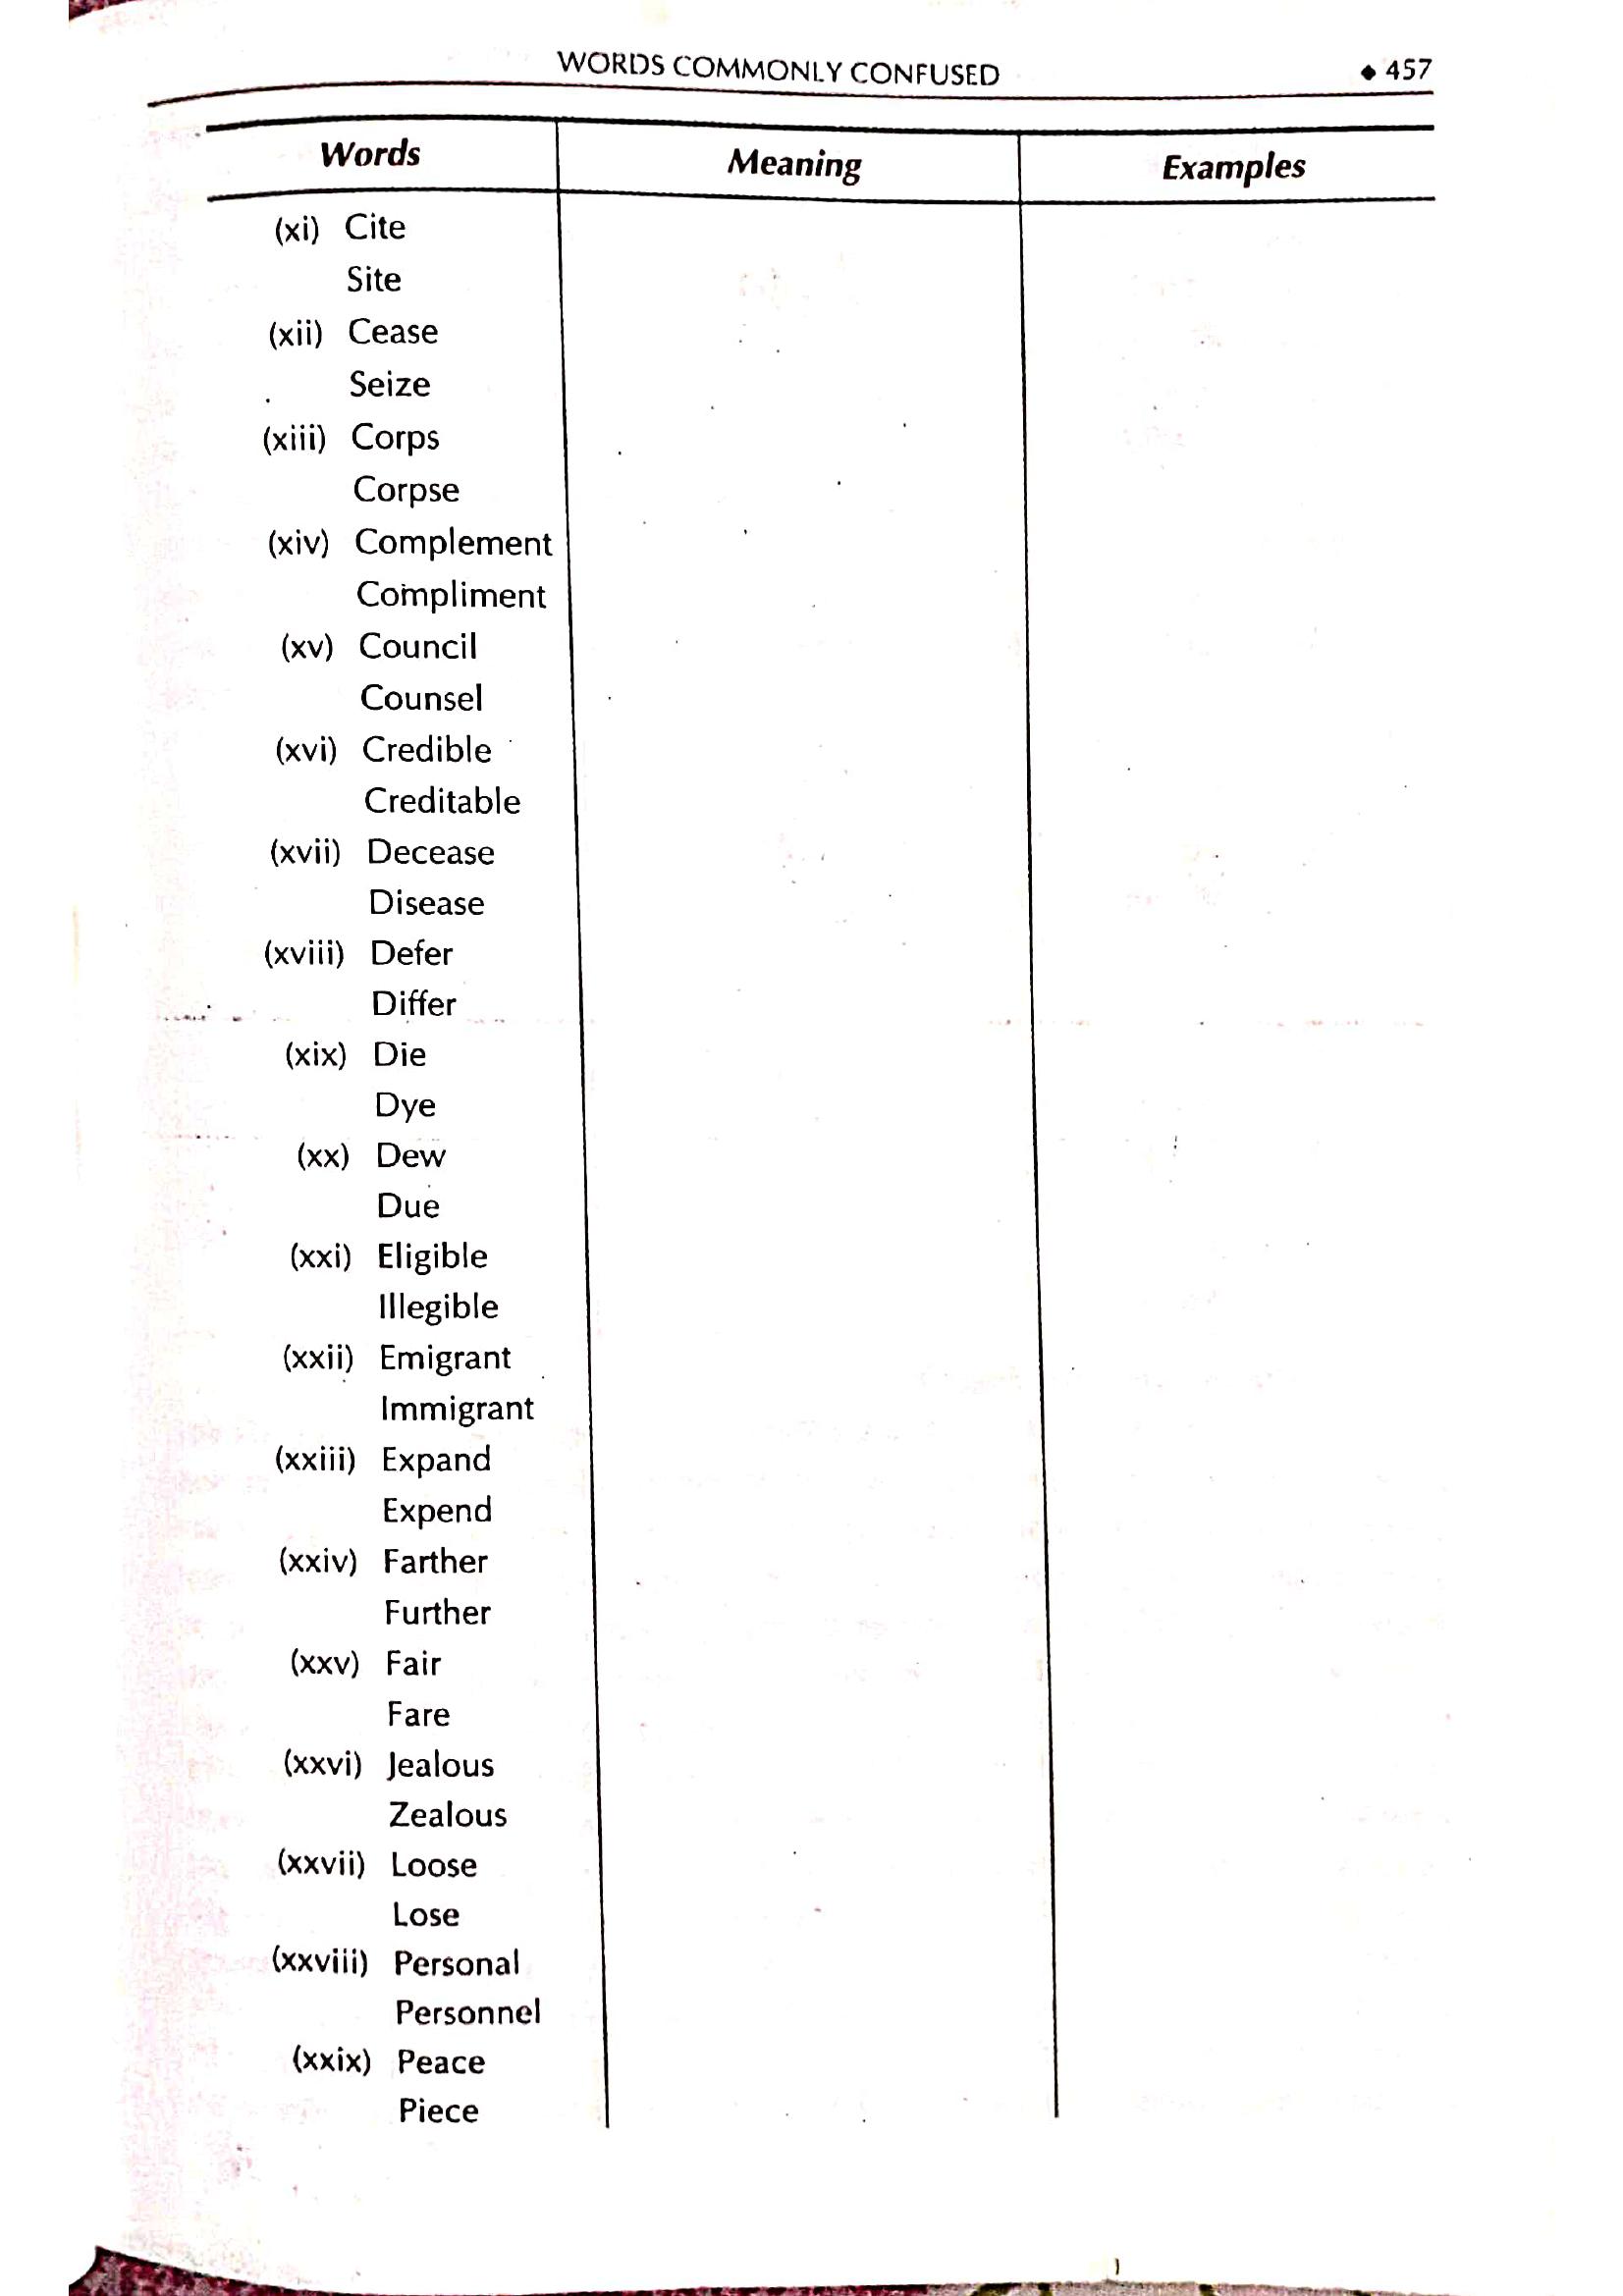 WORDS COMMONLY CONFUSED ◆ 457
Words Meaning Examples
(xi) Cite
Site
(xii) Cease
Seize
(xiii) Corps
Corpse
(xiv) Complement
Compliment
(xv) Council
Counsel
(xvi) Credible
Creditable
(xvii) Decease
Disease
(xviii) Defer
Differ
(xix) Die
Dye
(xx) Dew
Due
(xxi) Eligible
Illegible
(xxii) Emigrant
Immigrant
(xxiii) Expand
Expend
(xxiv) Farther
Further
(xxv) Fair
Fare
(xxvi) Jealous
Zealous
(xxvii) Loose
Lose
(xxviii) Personal
Personnel
(xxix) Peace
Piece